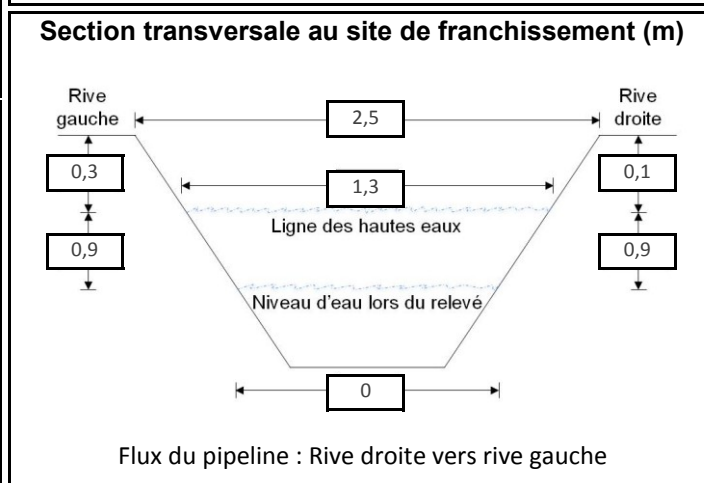 Section transversale au site de franchissement (m)
Rive
gauche
2,5
Rive
droite
0,3
1,3
0,1
Ligne des hautes eaux
0,9
0,9
Niveau d'eau lors du relevé
0
Flux du pipeline : Rive droite vers rive gauche